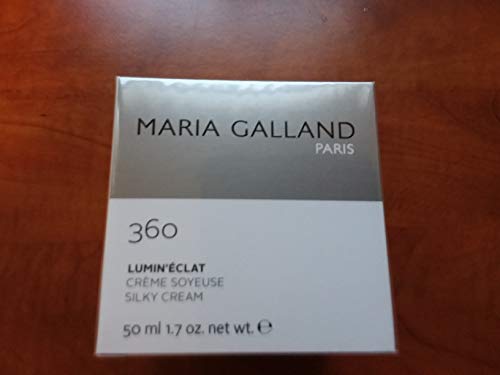 MARIA GALLAND
PARIS
360
LUMIN'ÉCLAT
CRÈME SOYEUSE
SILKY CREAM
50 ml 1.7 oz. net wt. ℮